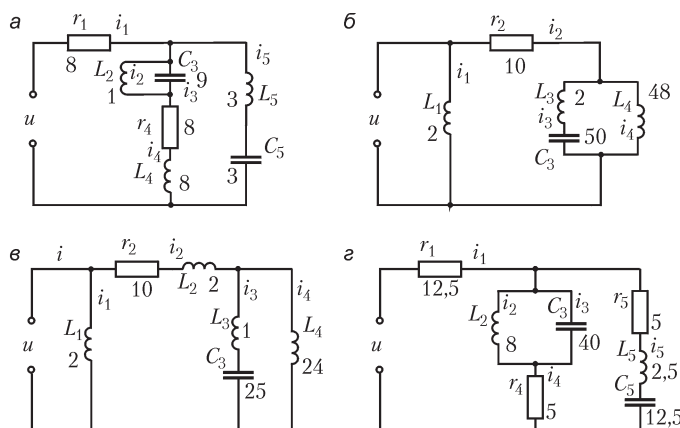 а
r₁ i₁
8
L₂ i₂ C₃ i₅
1 i₃ 9
3 L₅
u
r₄ 8
i₄
L₄ 8
C₅
3
б
r₂ i₂
10
i₁
L₁
2
u
L₃ 2
i₃
C₃ 50
L₄ 48
i₄
в
i r₂ i₂
10 L₂ 2
i₁ i₃ i₄
L₁
2
u
L₃
1
C₃
25
L₄
24
г
r₁ i₁
12,5
i₂ C₃ i₃
L₂
8 40
u
r₄ i₄
5
r₅
5
L₅ i₅
2,5
C₅
12,5